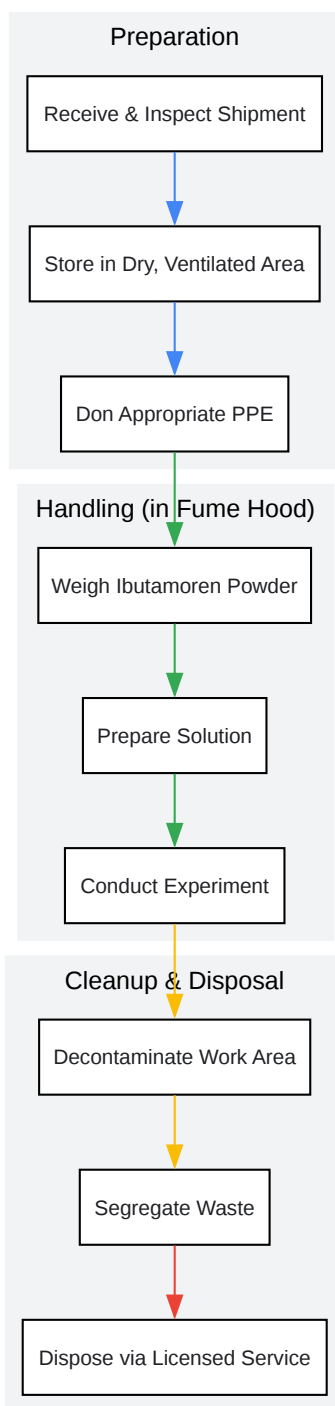 Preparation
Receive & Inspect Shipment
Store in Dry, Ventilated Area
Don Appropriate PPE
Handling (in Fume Hood)
Weigh Ibutamoren Powder
Prepare Solution
Conduct Experiment
Cleanup & Disposal
Decontaminate Work Area
Segregate Waste
Dispose via Licensed Service